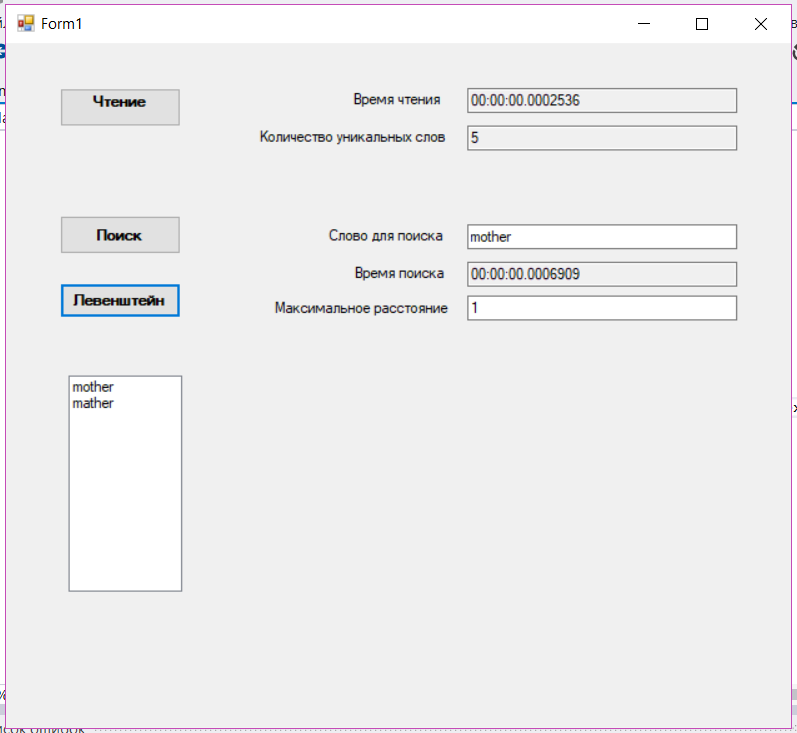 Form1
Чтение
Время чтения 00:00:00.0002536
Количество уникальных слов 5
Поиск
Слово для поиска mother
Время поиска 00:00:00.0006909
Левенштейн
Максимальное расстояние 1
mother
mather